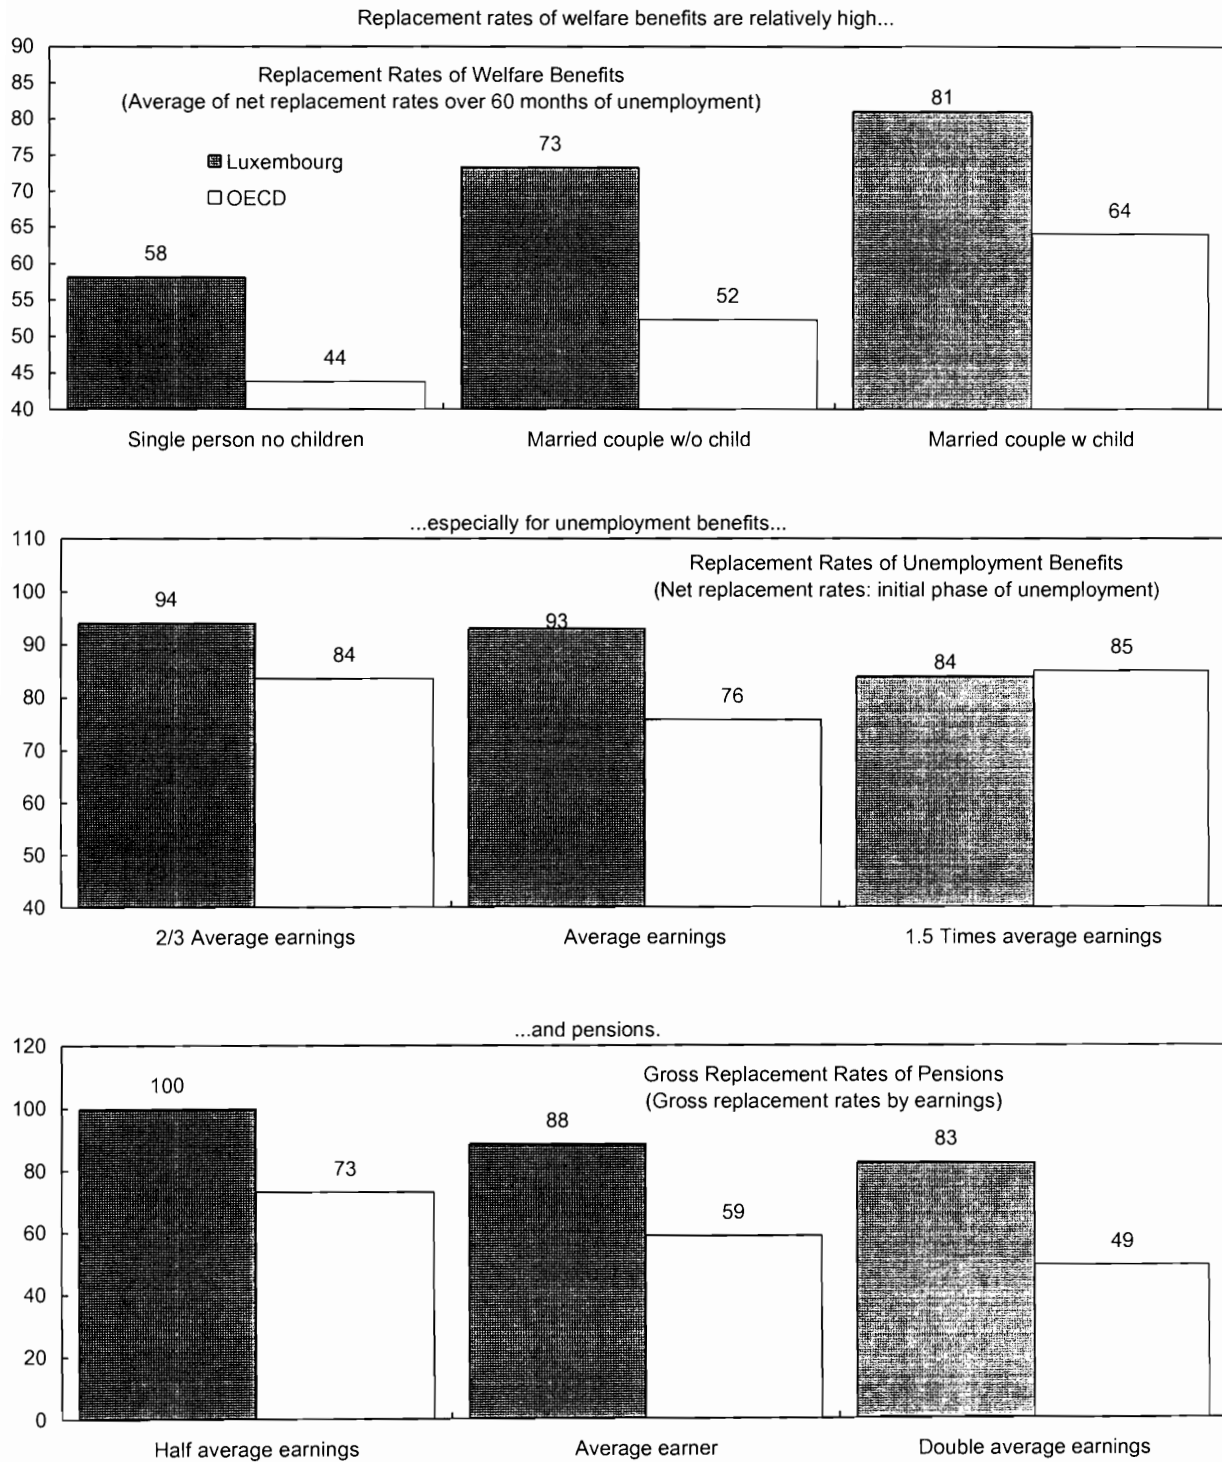 Replacement rates of welfare benefits are relatively high...
90
85
80
75
70
65
60
55
50
45
40
Replacement Rates of Welfare Benefits
(Average of net replacement rates over 60 months of unemployment)
Luxembourg
OECD
58
44
73
52
81
64
Single person no children
Married couple w/o child
Married couple w child
...especially for unemployment benefits...
110
100
90
80
70
60
50
40
Replacement Rates of Unemployment Benefits
(Net replacement rates: initial phase of unemployment)
94
84
93
76
84
85
2/3 Average earnings
Average earnings
1.5 Times average earnings
...and pensions.
120
100
80
60
40
20
0
Gross Replacement Rates of Pensions
(Gross replacement rates by earnings)
100
73
88
59
83
49
Half average earnings
Average earner
Double average earnings